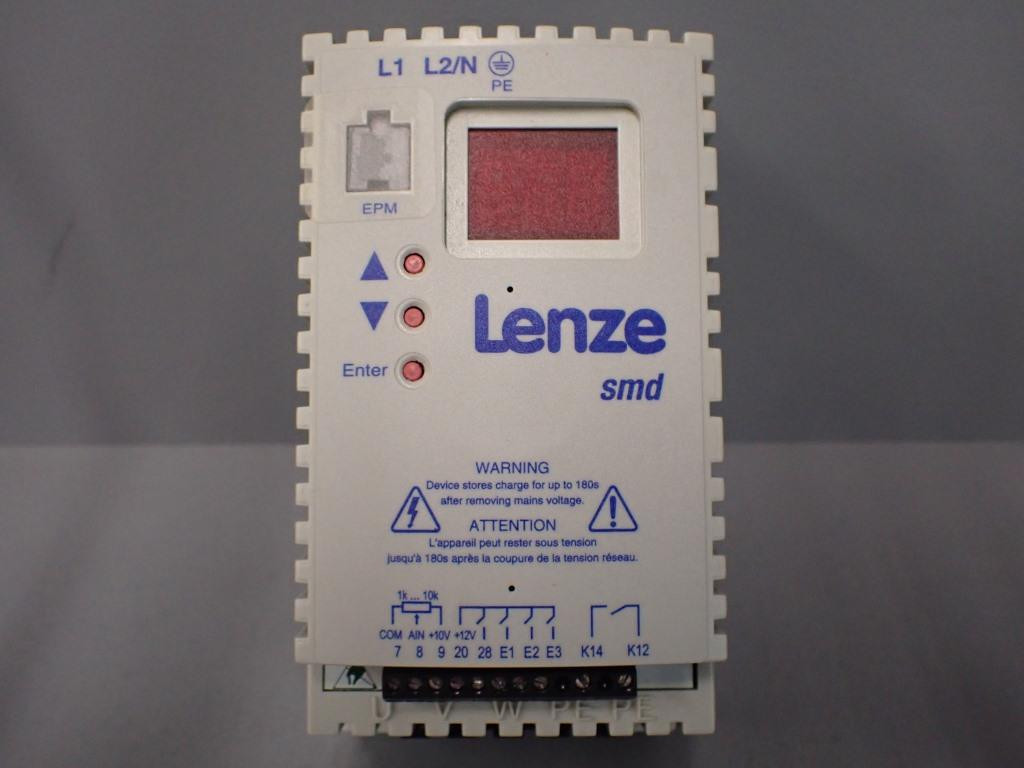 L1 L2/N
PE
EPM
Lenze
smd
Enter
WARNING
Device stores charge for up to 180s
after removing mains voltage.
ATTENTION
L'appareil peut rester sous tension
jusqu'à 180s après la coupure de la tension réseau.
1k ... 10k
COM AIN +10V +12V
7 8 9 20 28 E1 E2 E3 K14 K12
U V W PE PE